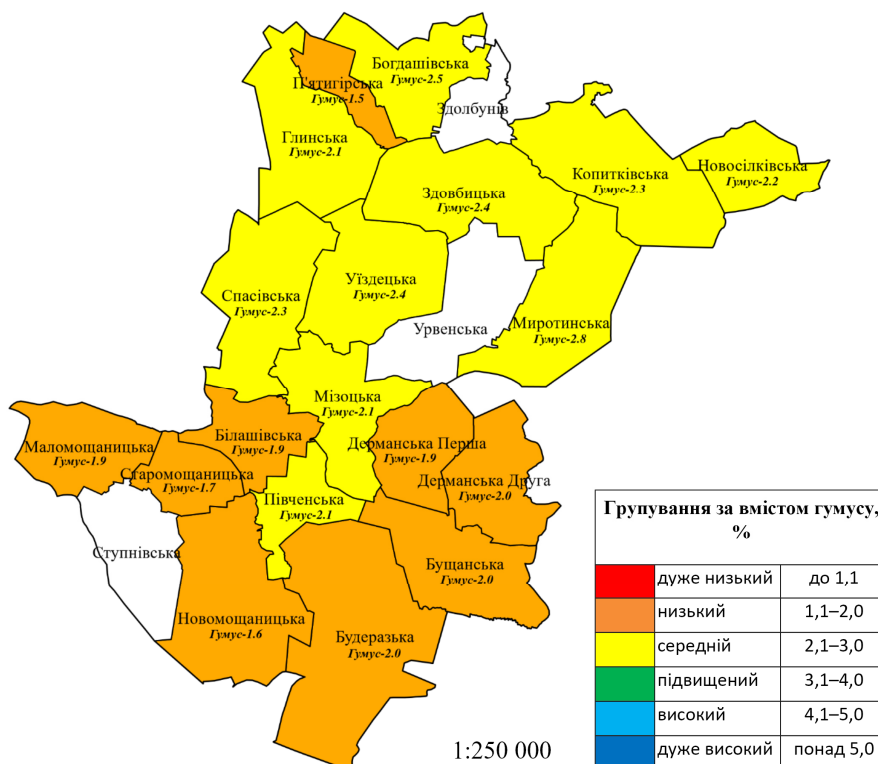 Богдашівська
Гумус-2.5
П'ятигірська
Гумус-1.5
Здолбунів
Глинська
Гумус-2.1
Копитківська
Гумус-2.3
Новосілківська
Гумус-2.2
Здовбицька
Гумус-2.4
Уїздецька
Гумус-2.4
Спасівська
Гумус-2.3
Урвенська
Миротинська
Гумус-2.8
Мізоцька
Гумус-2.1
Білашівська
Гумус-1.9
Дерманська Перша
Гумус-1.9
Маломощаницька
Гумус-1.9
Старомощаницька
Гумус-1.7
Дерманська Друга
Гумус-2.0
Півченська
Гумус-2.1
Ступнівська
Бущанська
Гумус-2.0
Новомощаницька
Гумус-1.6
Будеразька
Гумус-2.0
1:250 000
Групування за вмістом гумусу,
%
дуже низький до 1,1
низький 1,1–2,0
середній 2,1–3,0
підвищений 3,1–4,0
високий 4,1–5,0
дуже високий понад 5,0